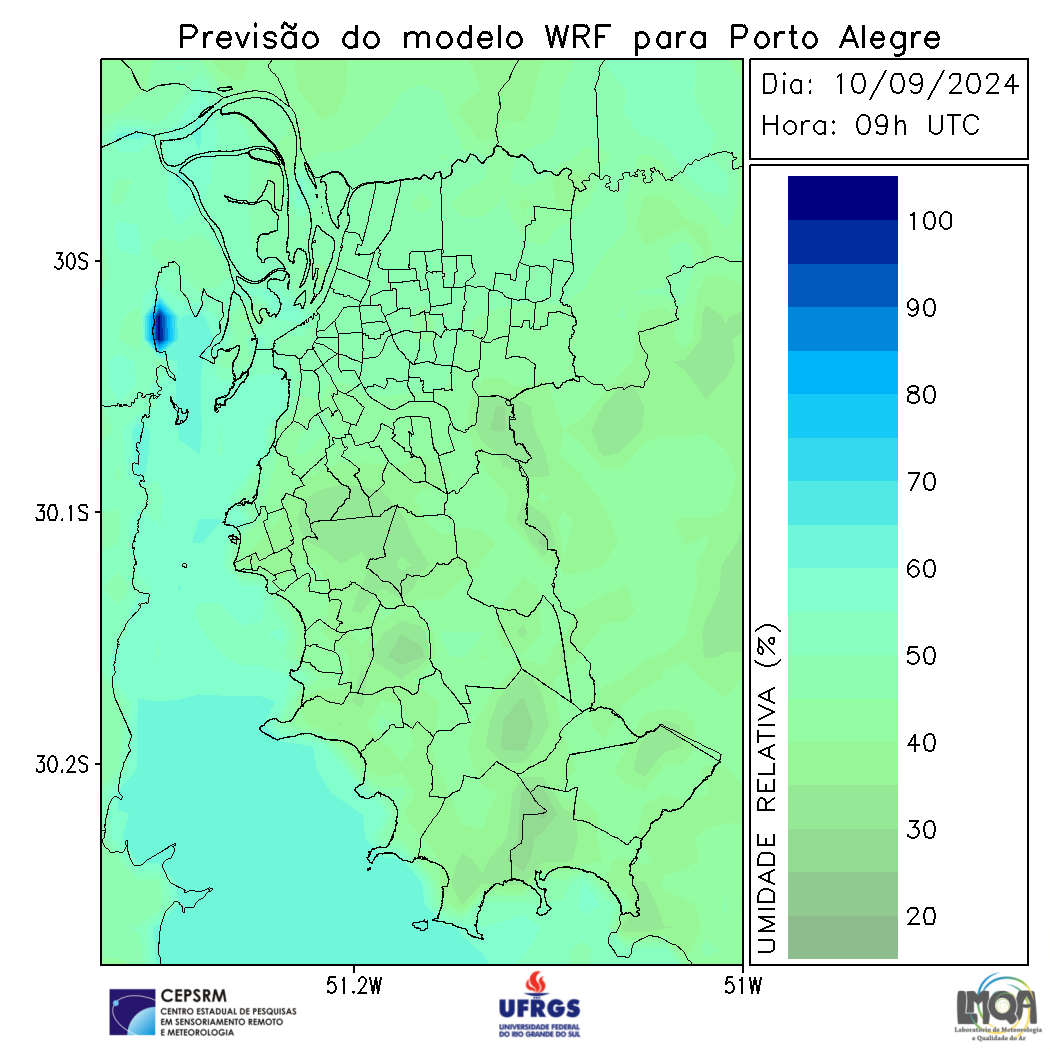 Previsão do modelo WRF para Porto Alegre
Dia: 10/09/2024
Hora: 09h UTC
30S
30.1S
30.2S
51.2W
51W
UMIDADE RELATIVA (%)
100
90
80
70
60
50
40
30
20
CEPSRM
CENTRO ESTADUAL DE PESQUISAS
EM SENSORIAMENTO REMOTO
E METEOROLOGIA
UFRGS
UNIVERSIDADE FEDERAL
DO RIO GRANDE DO SUL
LMQA
Laboratório de Meteorologia
e Qualidade do Ar